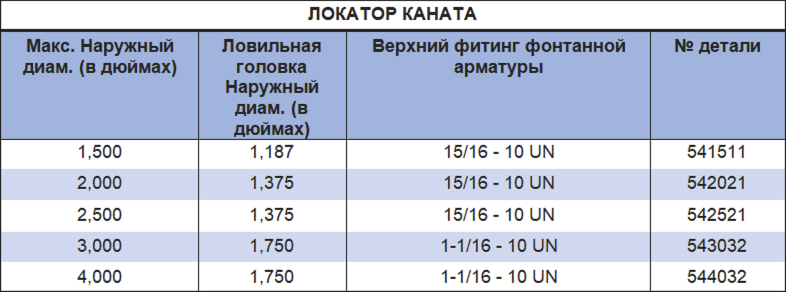 ЛОКАТОР КАНАТА
Макс. Наружный диам. (в дюймах) Ловильная головка Наружный диам. (в дюймах) Верхний фитинг фонтанной арматуры № детали
1,500 1,187 15/16 - 10 UN 541511
2,000 1,375 15/16 - 10 UN 542021
2,500 1,375 15/16 - 10 UN 542521
3,000 1,750 1-1/16 - 10 UN 543032
4,000 1,750 1-1/16 - 10 UN 544032